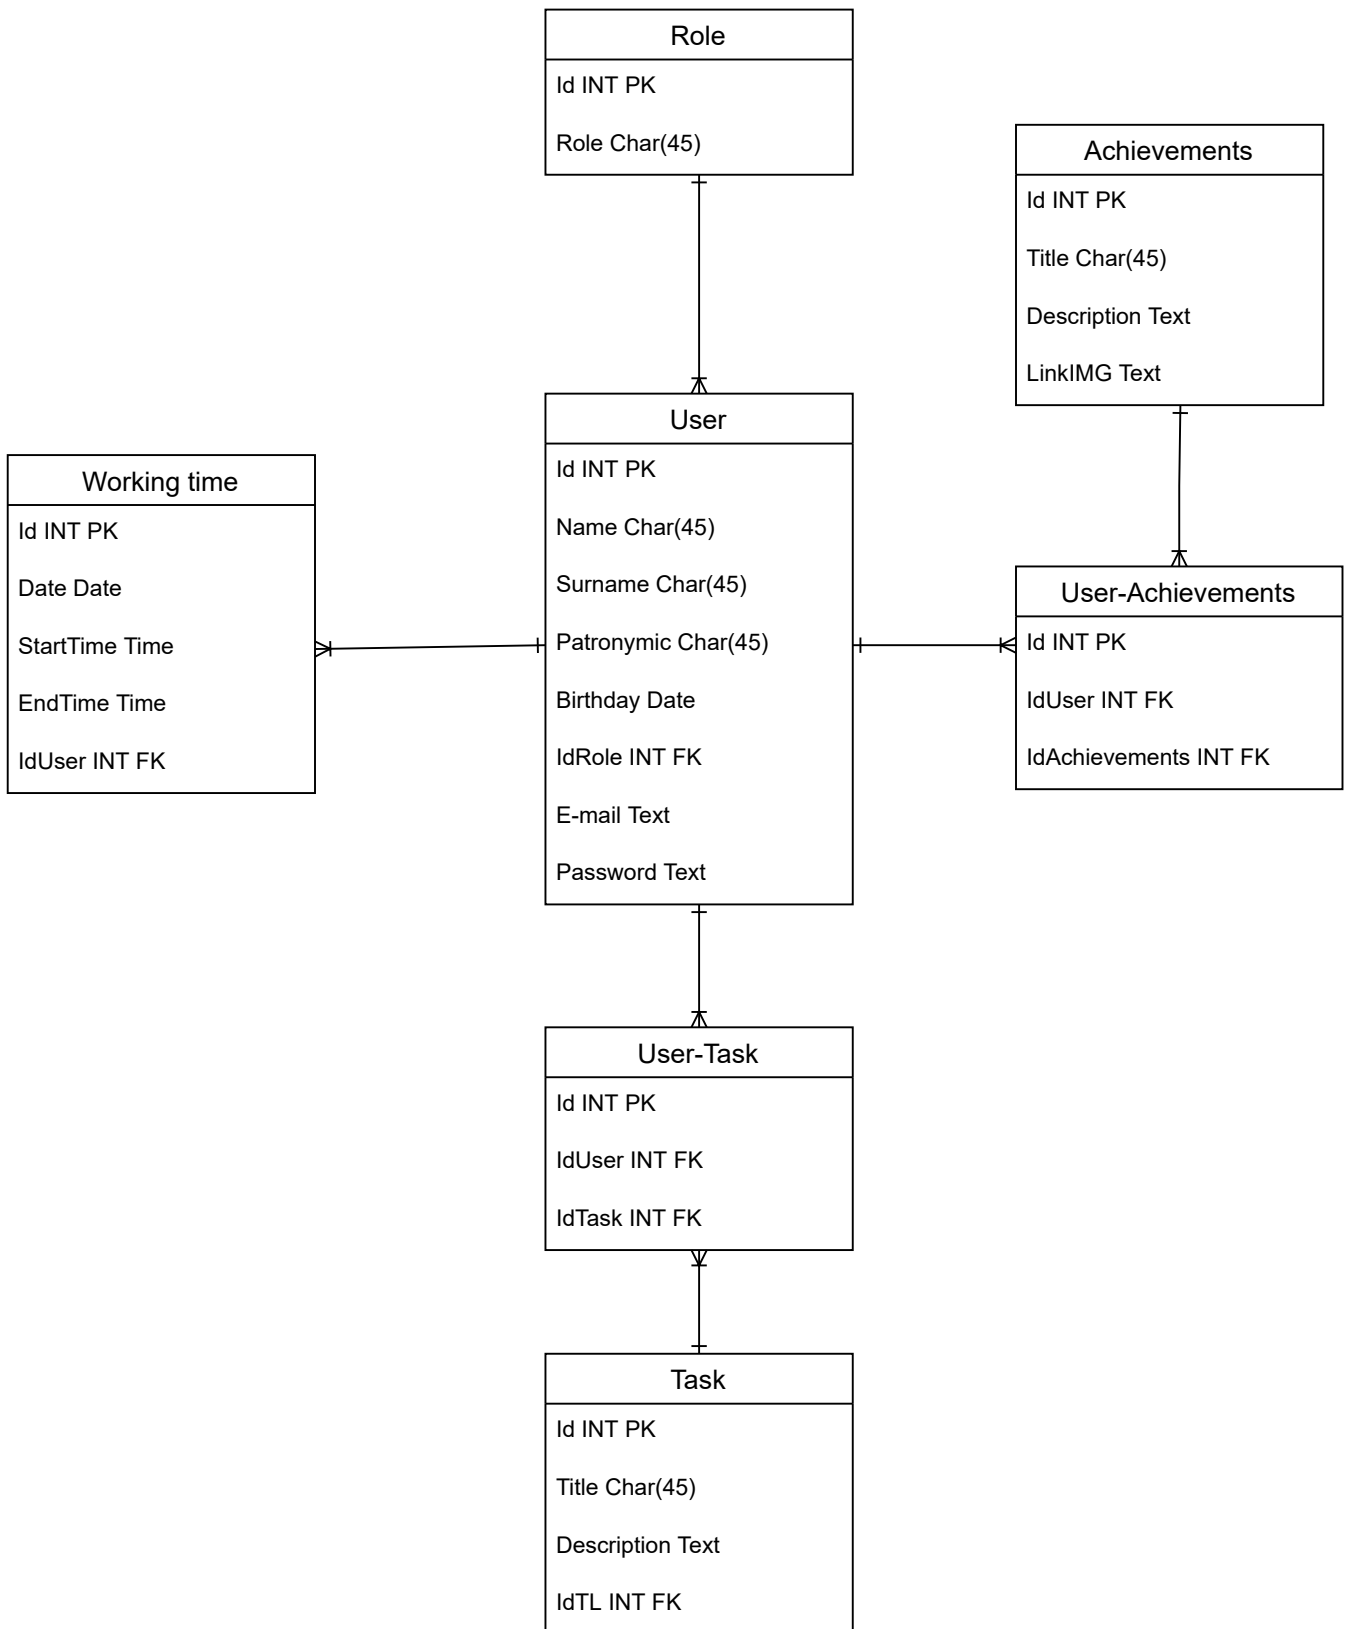 Role
Id INT PK
Role Char(45)
Achievements
Id INT PK
Title Char(45)
Description Text
LinkIMG Text
User
Id INT PK
Name Char(45)
Surname Char(45)
Patronymic Char(45)
Birthday Date
IdRole INT FK
E-mail Text
Password Text
Working time
Id INT PK
Date Date
StartTime Time
EndTime Time
IdUser INT FK
User-Achievements
Id INT PK
IdUser INT FK
IdAchievements INT FK
User-Task
Id INT PK
IdUser INT FK
IdTask INT FK
Task
Id INT PK
Title Char(45)
Description Text
IdTL INT FK